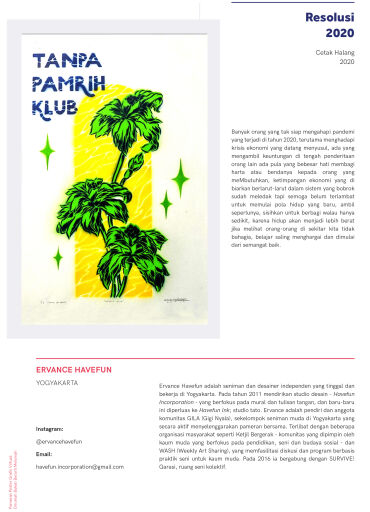 Resolusi
2020
Cetak Halang
2020
TANPA
PAMRIH
KLUB
Banyak orang yang tak siap mengahapi pandemi
yang terjadi di tahun 2020, terutama menghadapi
krisis ekonomi yang datang menyusul, ada yang
mengambil keuntungan di tengah penderitaan
orang lain ada pula yang bebesar hati membagi
harta atau bendanya kepada orang yang
meMbutuhkan, ketimpangan ekonomi yang di
biarkan berlarut-larut dalam sistem yang bobrok
sudah meledak tapi semoga belum terlambat
untuk memulai pola hidup yang baru, ambil
sepertunya, sisihkan untuk berbagi walau hanya
sedikit, karena hidup akan menjadi lebih berat
jika melihat orang-orang di sekitar kita tidak
bahagia, belajar saling menghargai dan dimulai
dari semangat baik.
ERVANCE HAVEFUN
YOGYAKARTA
Instagram:
@ervancehavefun
Email:
havefun.incorporation@gmail.com
Ervance Havefun adalah seniman dan desainer independen yang tinggal dan
bekerja di Yogyakarta. Pada tahun 2011 mendirikan studio desain - Havefun
Incorporation - yang berfokus pada mural dan tulisan tangan, dan baru-baru
ini diperluas ke Havefun Ink, studio tato. Ervance adalah pendiri dan anggota
komunitas GILA (Gigi Nyala), sekelompok seniman muda di Yogyakarta yang
secara aktif menyelenggarakan pameran bersama. Terlibat dengan beberapa
organisasi masyarakat seperti Ketjil Bergerak - komunitas yang dipimpin oleh
kaum muda yang berfokus pada pendidikan, seni dan budaya sosial - dan
WASH (Weekly Art Sharing), yang memfasilitasi diskusi dan program berbasis
praktik seni untuk kaum muda. Pada 2016 ia bergabung dengan SURVIVE!
Garasi, ruang seni kolektif.